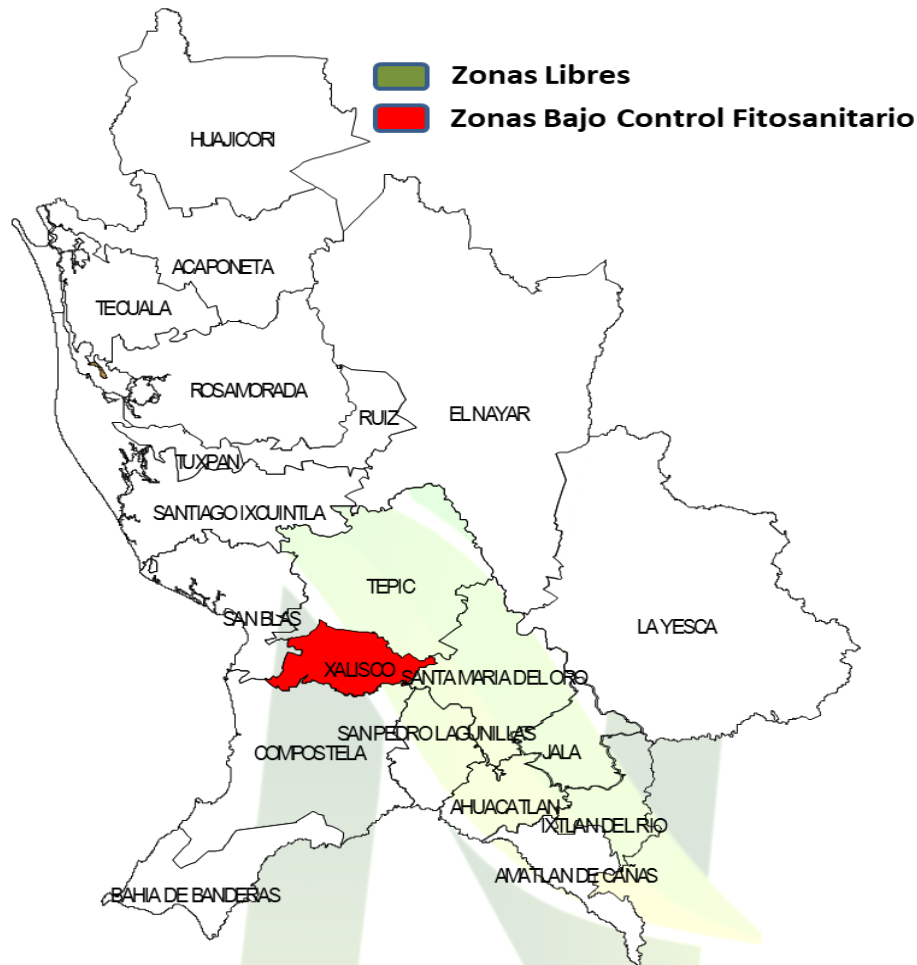 Zonas Libres
Zonas Bajo Control Fitosanitario
HUAJICORI
ACAPONETA
TECUALA
ROSAMORADA
RUIZ
EL NAYAR
TUXPAN
SANTIAGO IXCUINTLA
TEPIC
SAN BLAS
LA YESCA
XALISCO
SANTA MARIA DEL ORO
SAN PEDRO LAGUNILLAS
COMPOSTELA
JALA
AHUACATLAN
IXTLAN DEL RIO
AMATLAN DE CAÑAS
BAHIA DE BANDERAS